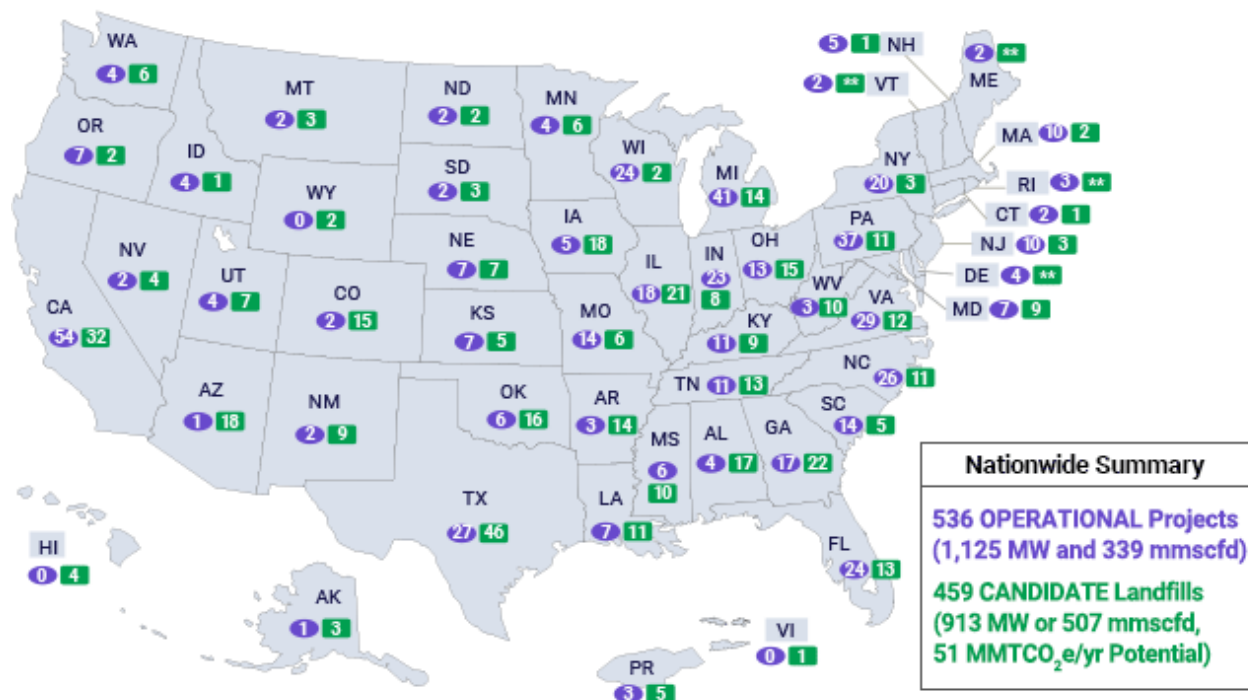 WA
4 6
MT
2 3
ND
2 2
MN
4 6
5 1 NH
2 **
ME
2 ** VT
OR
7 2
ID
4 1
WY
0 2
SD
2 3
WI
24 2
MI
41 14
NY
20 3
MA 10 2
RI 3 **
CT 2 1
NJ 10 3
DE 4 **
MD 7 9
NV
2 4
UT
4 7
CO
2 15
NE
7 7
IA
5 18
IL
18 21
IN
23
8
OH
13 15
PA
37 11
WV
3 10
VA
29 12
CA
54 32
KS
7 5
MO
14 6
KY
11 9
NC
26 11
TN 11 13
SC
14 5
AZ
1 18
NM
2 9
OK
6 16
AR
3 14
MS
6
10
AL
4 17
GA
17 22
TX
27 46
LA
7 11
FL
24 13
HI
0 4
AK
1 3
PR
3 5
VI
0 1
Nationwide Summary
536 OPERATIONAL Projects
(1,125 MW and 339 mmscfd)
459 CANDIDATE Landfills
(913 MW or 507 mmscfd,
51 MMTCO₂e/yr Potential)